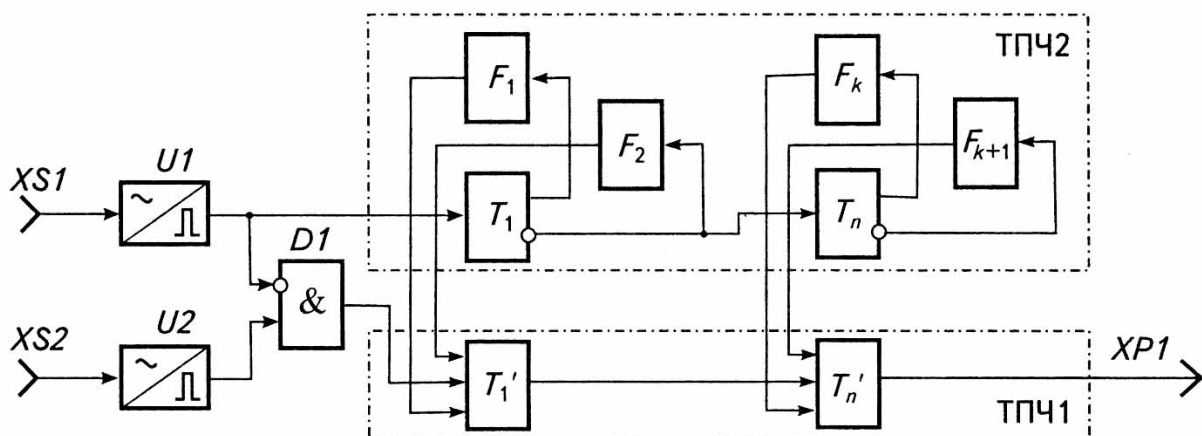 ТПЧ2
F₁
Fₖ
F₂
Fₖ₊₁
U1
XS1
T₁
Tₙ
D1
&
U2
XS2
XP1
T₁'
Tₙ'
ТПЧ1